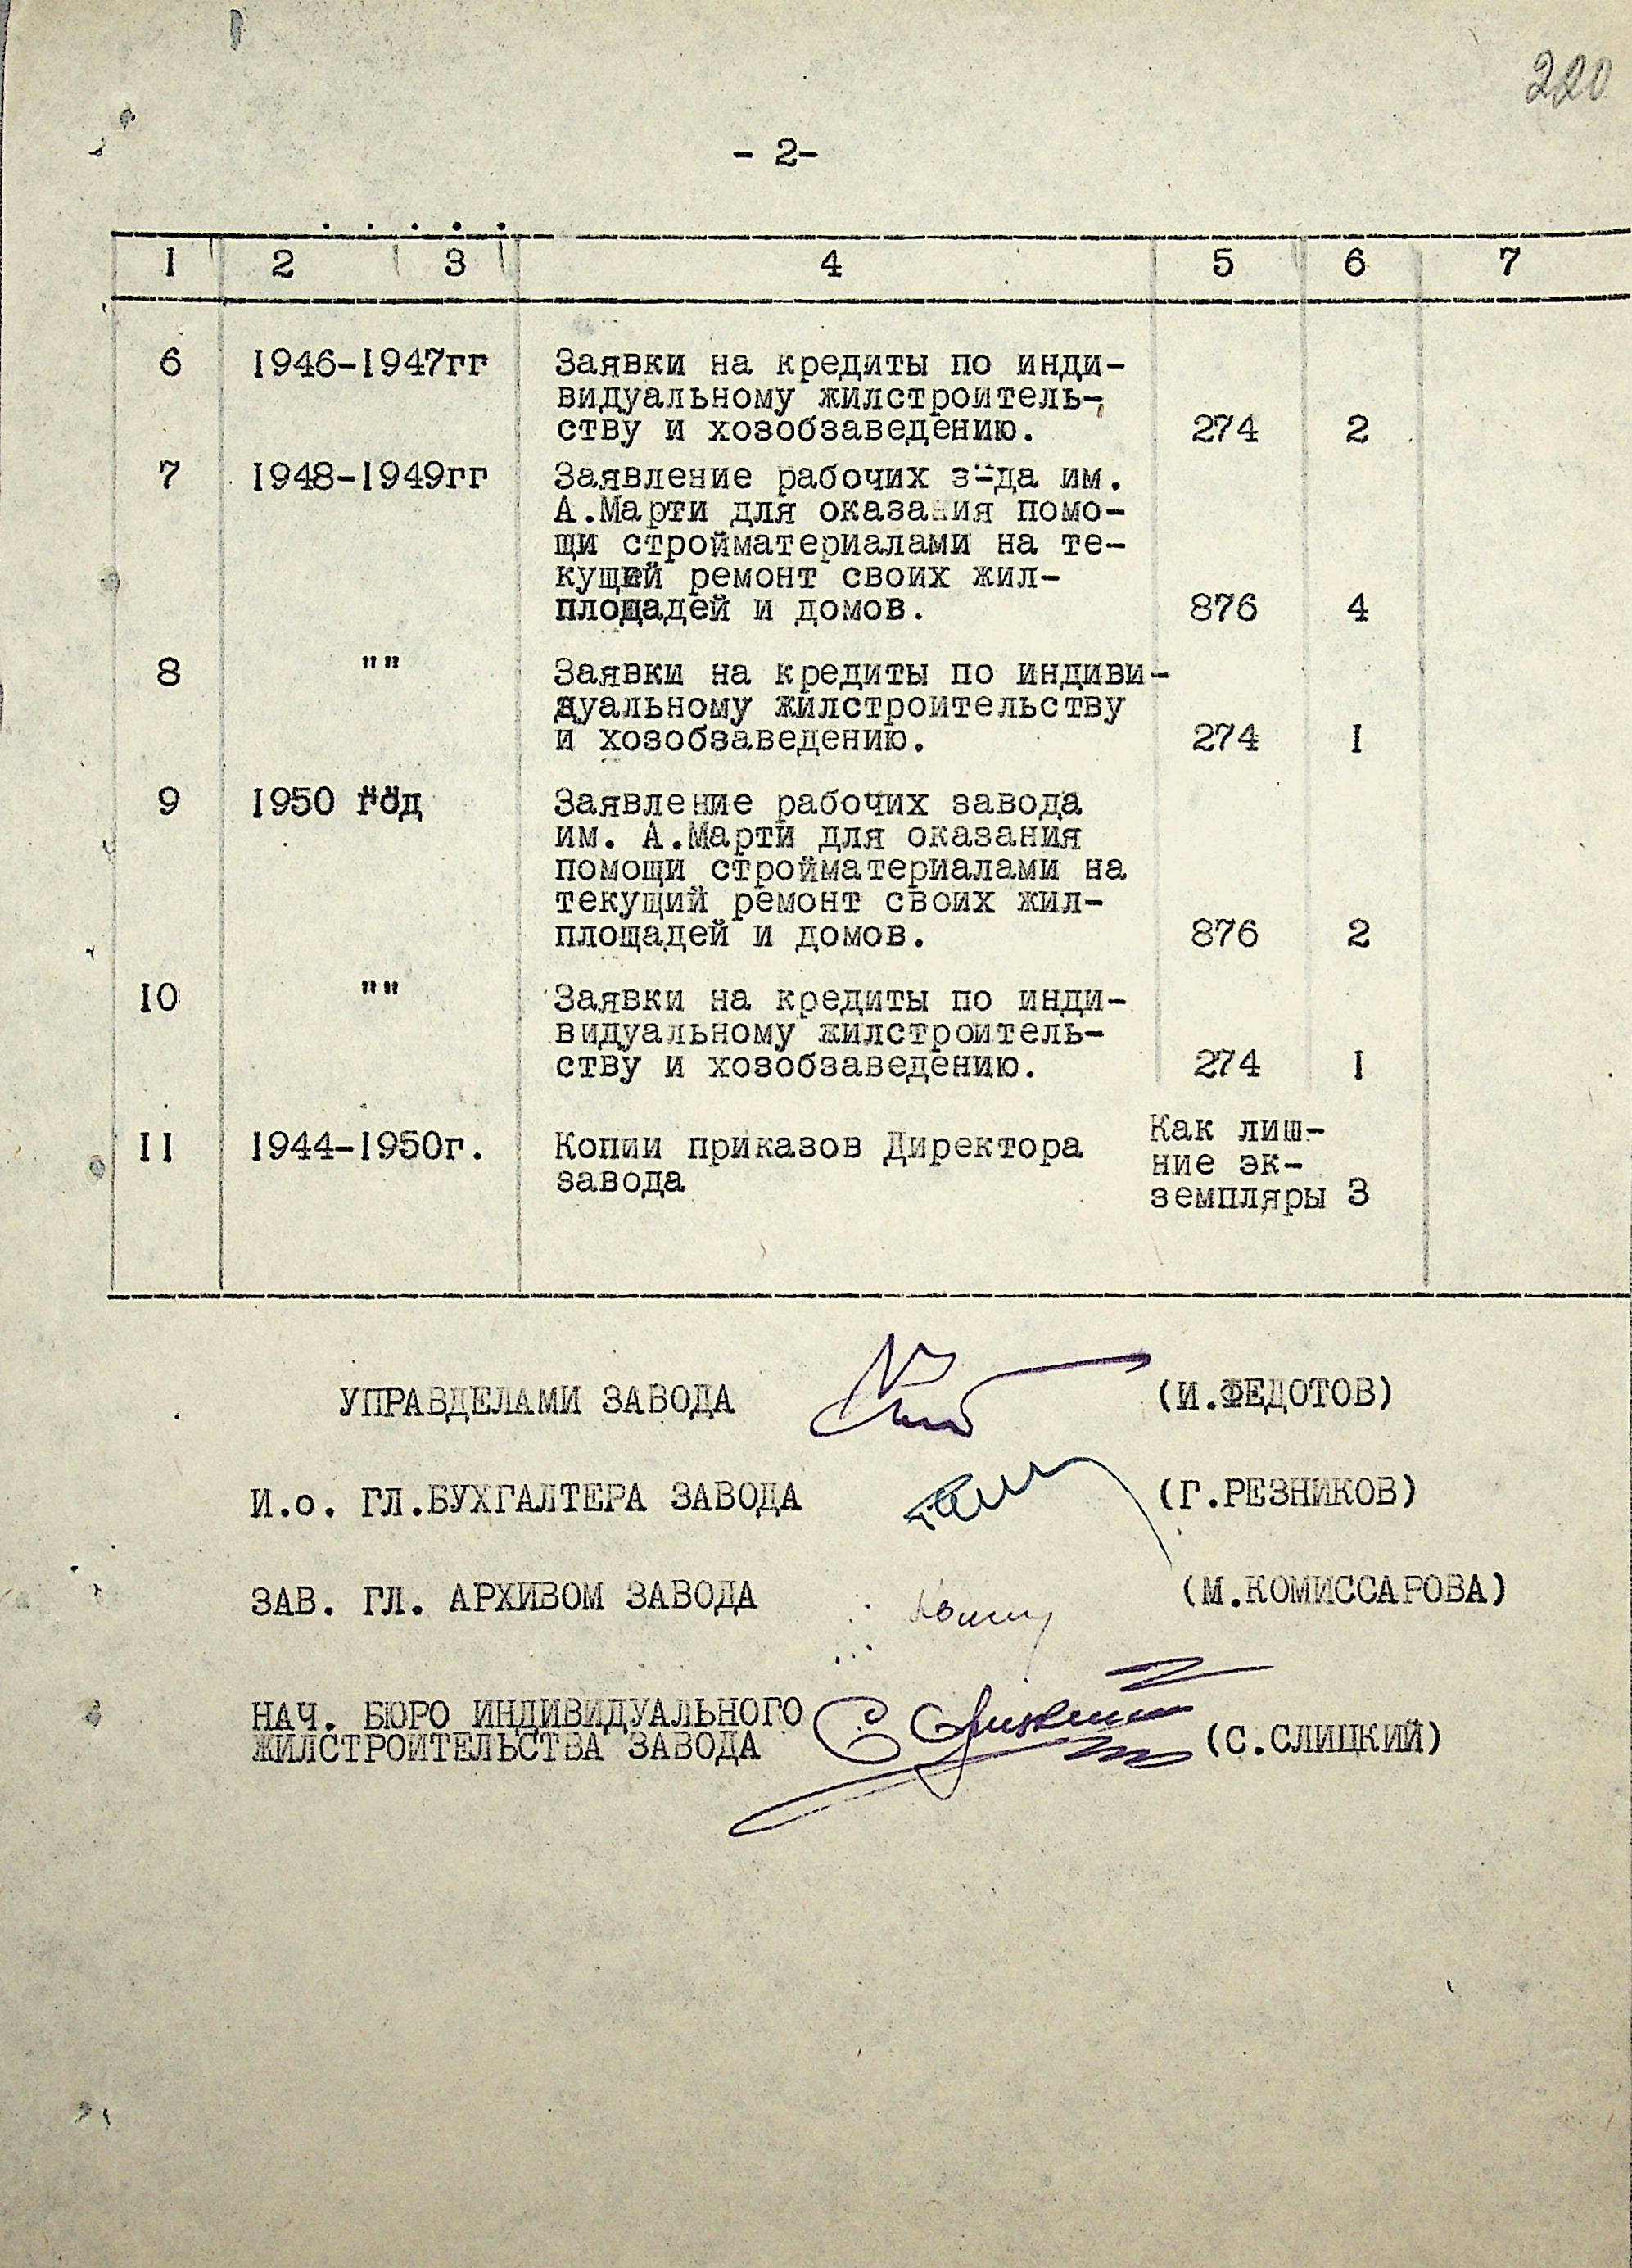 220
- 2-
I 2 3 4 5 6 7
6 1946-1947гг Заявки на кредиты по инди-
видуальному жилстроитель-
ству и хозобзаведению. 274 2
7 1948-1949гг Заявление рабочих з-да им.
А.Марти для оказания помо-
щи стройматериалами на те-
кущей ремонт своих жил-
площадей и домов. 876 4
8 "" Заявки на кредиты по индиви-
дуальному жилстроительству
и хозобзаведению. 274 I
9 1950 год Заявление рабочих завода
им. А.Марти для оказания
помощи стройматериалами на
текущий ремонт своих жил-
площадей и домов. 876 2
10 "" Заявки на кредиты по инди-
видуальному жилстроитель-
ству и хозобзаведению. 274 I
II 1944-1950г. Копии приказов Директора
завода
Как лиш-
ние эк-
земпляры 3
УПРАВДЕЛАМИ ЗАВОДА (И.ФЕДОТОВ)
И.о. ГЛ.БУХГАЛТЕРА ЗАВОДА (Г.РЕЗНИКОВ)
ЗАВ. ГЛ. АРХИВОМ ЗАВОДА (М.КОМИССАРОВА)
НАЧ. БЮРО ИНДИВИДУАЛЬНОГО
ЖИЛСТРОИТЕЛЬСТВА ЗАВОДА (С.СЛИЦКИЙ)